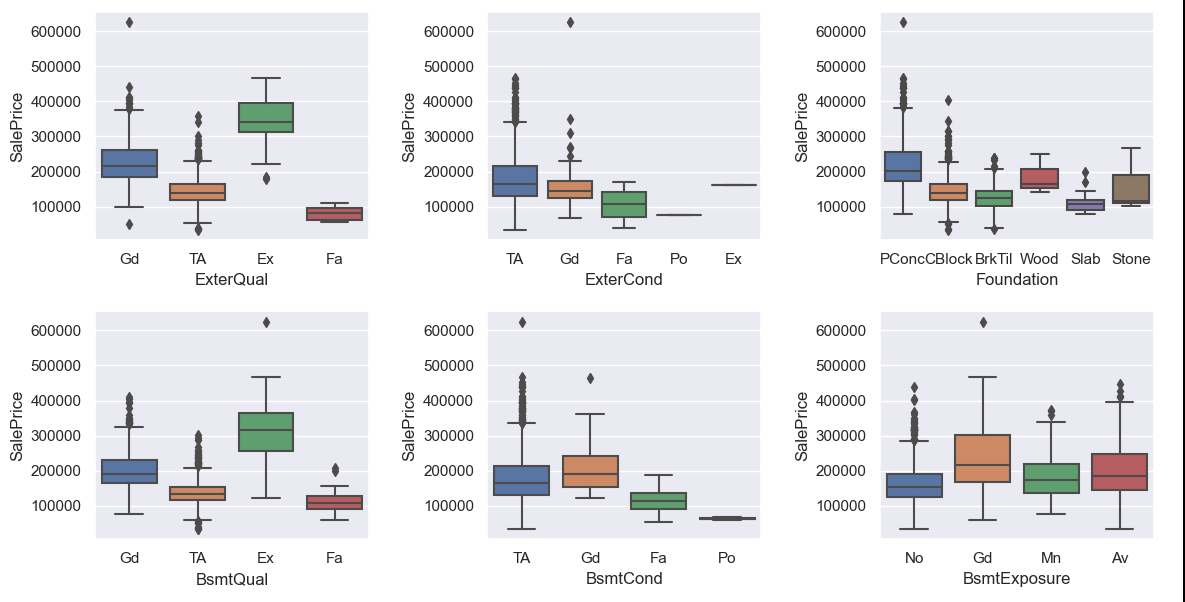 600000
500000
400000
300000
200000
100000
SalePrice
Gd TA Ex Fa
ExterQual
600000
500000
400000
300000
200000
100000
SalePrice
TA Gd Fa Po Ex
ExterCond
600000
500000
400000
300000
200000
100000
SalePrice
PConc CBlock BrkTil Wood Slab Stone
Foundation
600000
500000
400000
300000
200000
100000
SalePrice
Gd TA Ex Fa
BsmtQual
600000
500000
400000
300000
200000
100000
SalePrice
TA Gd Fa Po
BsmtCond
600000
500000
400000
300000
200000
100000
SalePrice
No Gd Mn Av
BsmtExposure